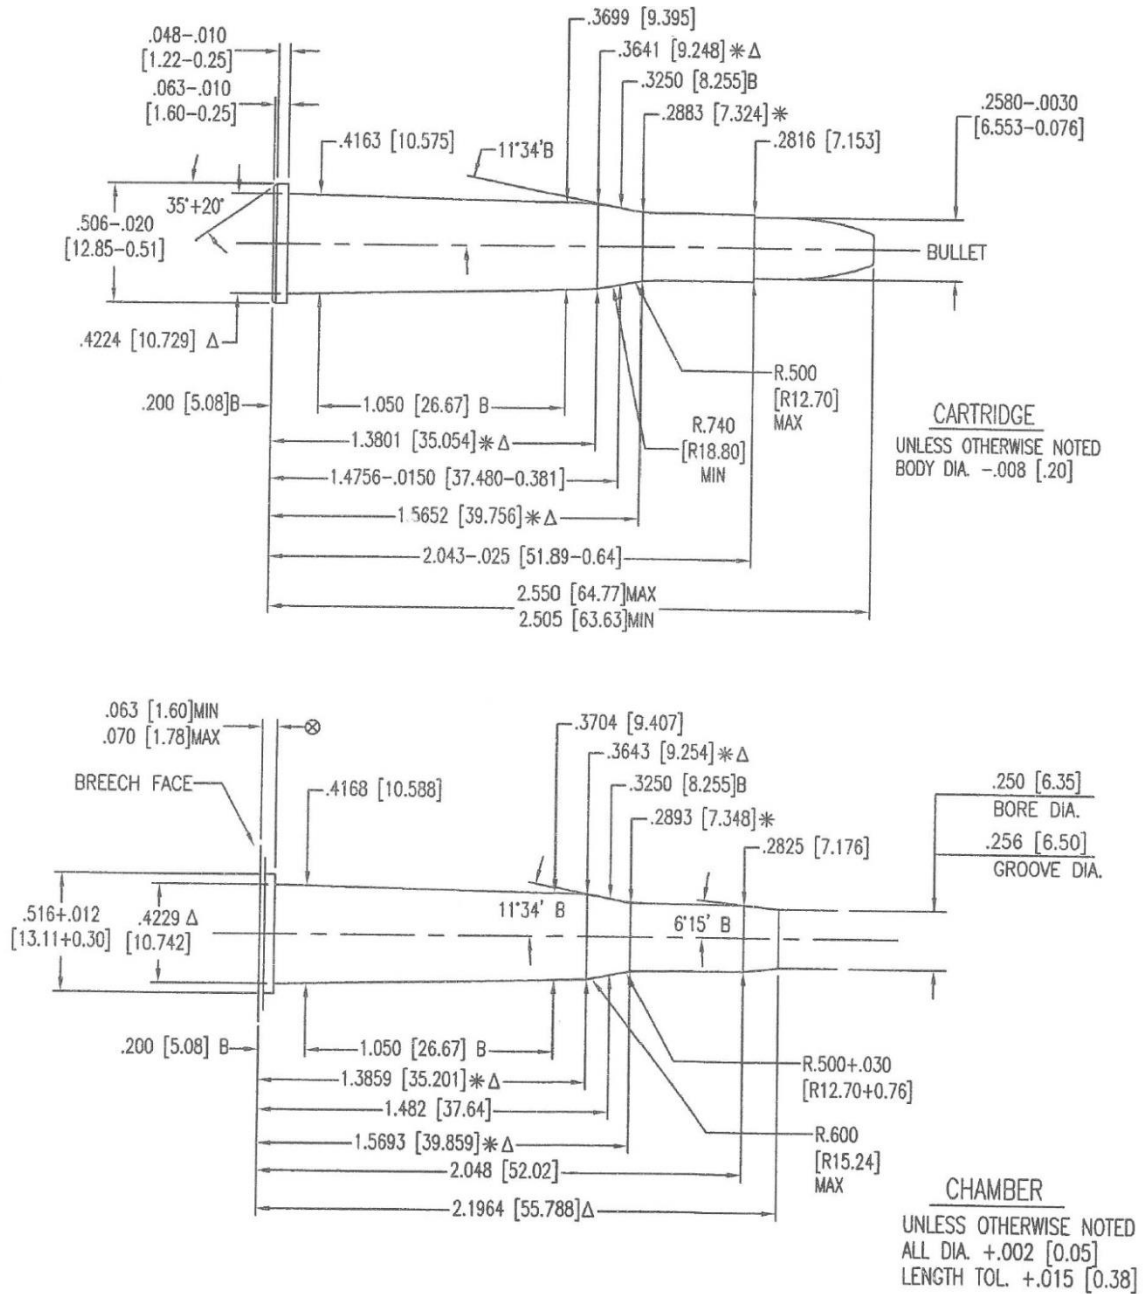 .048-.010
[1.22-0.25]
.063-.010
[1.60-0.25]
.3699 [9.395]
.3641 [9.248]*Δ
.3250 [8.255]B
.2883 [7.324]*
.2580-.0030
[6.553-0.076]
.4163 [10.575]
11°34'B
.2816 [7.153]
35°+20°
.506-.020
[12.85-0.51]
BULLET
.4224 [10.729] Δ
.200 [5.08]B
1.050 [26.67] B
R.500
[R12.70]
MAX
1.3801 [35.054]*Δ
R.740
[R18.80]
MIN
CARTRIDGE
UNLESS OTHERWISE NOTED
BODY DIA. -.008 [.20]
1.4756-.0150 [37.480-0.381]
1.5652 [39.756]*Δ
2.043-.025 [51.89-0.64]
2.550 [64.77]MAX
2.505 [63.63]MIN
.063 [1.60]MIN
.070 [1.78]MAX
⊗
.3704 [9.407]
.3643 [9.254]*Δ
.3250 [8.255]B
.2893 [7.348]*
BREECH FACE
.4168 [10.588]
.2825 [7.176]
.250 [6.35]
BORE DIA.
.256 [6.50]
GROOVE DIA.
11°34' B
6°15' B
.516+.012
[13.11+0.30]
.4229 Δ
[10.742]
.200 [5.08] B
1.050 [26.67] B
1.3859 [35.201]*Δ
R.500+.030
[R12.70+0.76]
1.482 [37.64]
1.5693 [39.859]*Δ
R.600
[R15.24]
MAX
2.048 [52.02]
2.1964 [55.788]Δ
CHAMBER
UNLESS OTHERWISE NOTED
ALL DIA. +.002 [0.05]
LENGTH TOL. +.015 [0.38]